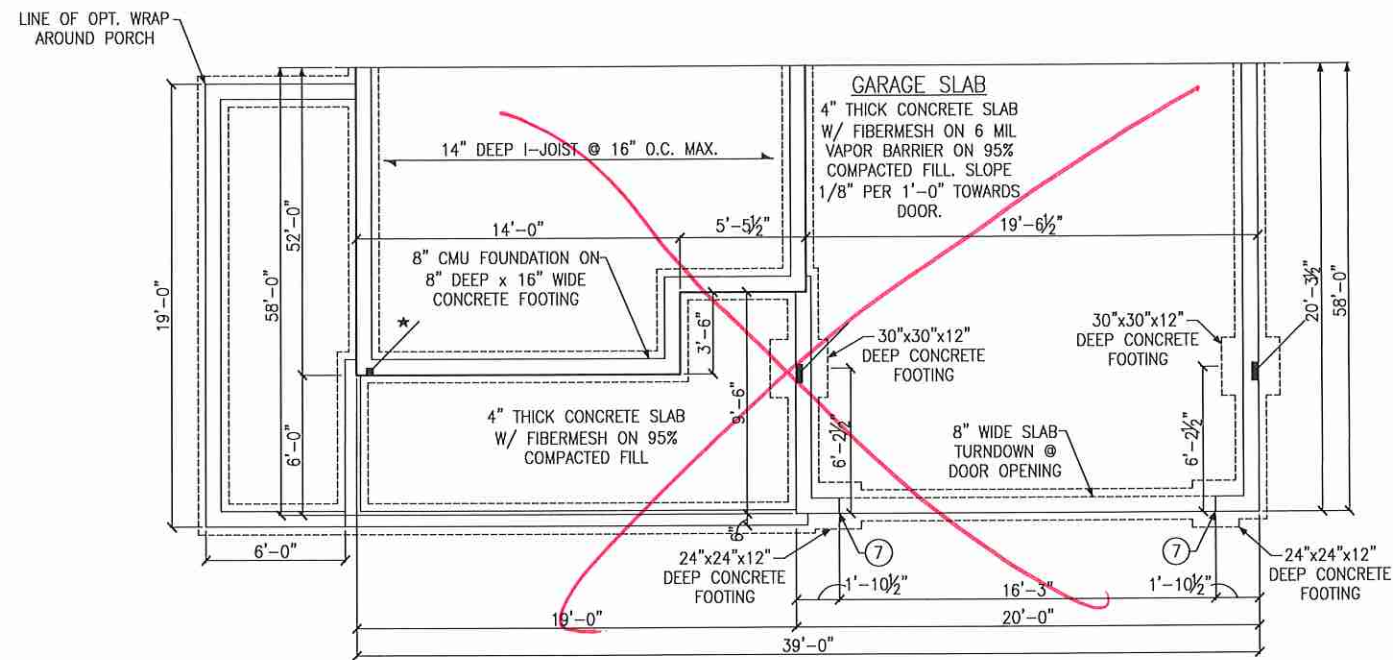 LINE OF OPT. WRAP
AROUND PORCH
GARAGE SLAB
4" THICK CONCRETE SLAB
W/ FIBERMESH ON 6 MIL
VAPOR BARRIER ON 95%
COMPACTED FILL. SLOPE
1/8" PER 1'-0" TOWARDS
DOOR.
14" DEEP I-JOIST @ 16" O.C. MAX.
14'-0"
5'-5½"
19'-6½"
8" CMU FOUNDATION ON
8" DEEP x 16" WIDE
CONCRETE FOOTING
19'-0"
58'-0"
52'-0"
6'-0"
★
3'-6"
9'-6"
30"x30"x12"
DEEP CONCRETE
FOOTING
30"x30"x12"
DEEP CONCRETE
FOOTING
20'-3½"
58'-0"
4" THICK CONCRETE SLAB
W/ FIBERMESH ON 95%
COMPACTED FILL
6'-2½"
8" WIDE SLAB
TURNDOWN @
DOOR OPENING
6'-2½"
6"
6'-0"
24"x24"x12"
DEEP CONCRETE
FOOTING
7
7
24"x24"x12"
DEEP CONCRETE
FOOTING
1'-10½"
16'-3"
1'-10½"
19'-0"
20'-0"
39'-0"